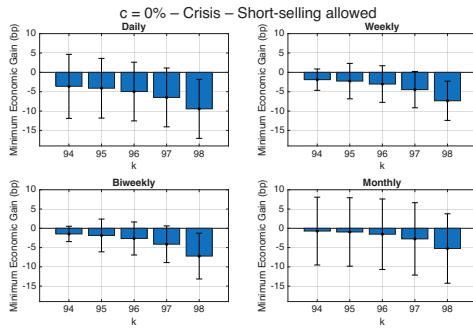 c = 0% – Crisis – Short-selling allowed
Daily
Minimum Economic Gain (bp)
10
5
0
-5
-10
-15
94 95 96 97 98
k
Weekly
Minimum Economic Gain (bp)
10
5
0
-5
-10
-15
94 95 96 97 98
k
Biweekly
Minimum Economic Gain (bp)
10
5
0
-5
-10
-15
94 95 96 97 98
k
Monthly
Minimum Economic Gain (bp)
10
5
0
-5
-10
-15
94 95 96 97 98
k